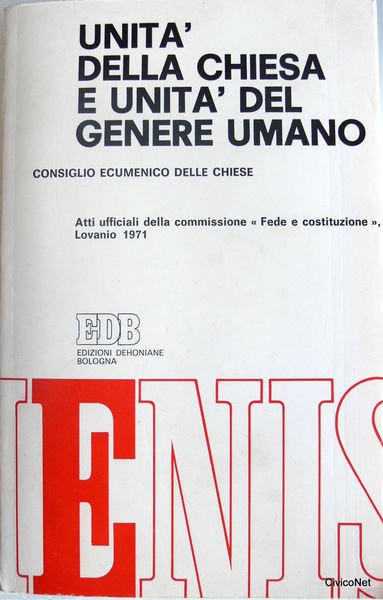 UNITA'
DELLA CHIESA
E UNITA' DEL
GENERE UMANO
CONSIGLIO ECUMENICO DELLE CHIESE
Atti ufficiali della commissione « Fede e costituzione »,
Lovanio 1971
EDB
EDIZIONI DEHONIANE
BOLOGNA
ENIS
CivicoNet